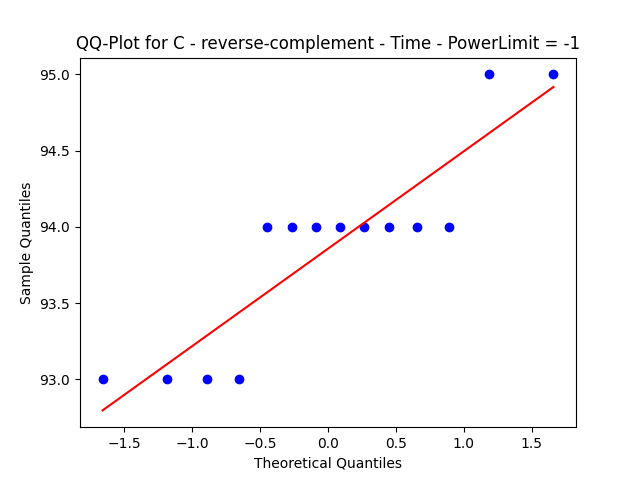 QQ-Plot for C - reverse-complement - Time - PowerLimit = -1
Sample Quantiles
95.0
94.5
94.0
93.5
93.0
−1.5 −1.0 −0.5 0.0 0.5 1.0 1.5
Theoretical Quantiles